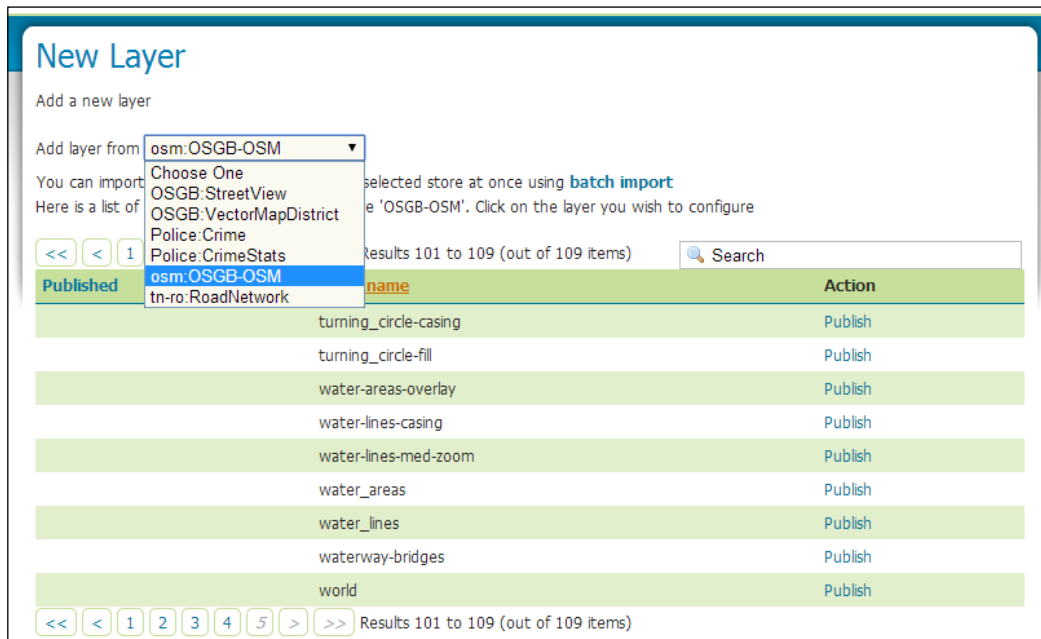 New Layer
Add a new layer
Add layer from osm:OSGB-OSM
Choose One
OSGB:StreetView
OSGB:VectorMapDistrict
Police:Crime
Police:CrimeStats
osm:OSGB-OSM
tn-ro:RoadNetwork
You can import selected store at once using batch import
Here is a list of e 'OSGB-OSM'. Click on the layer you wish to configure
<< < 1 Results 101 to 109 (out of 109 items) Search
Published name Action
turning_circle-casing Publish
turning_circle-fill Publish
water-areas-overlay Publish
water-lines-casing Publish
water-lines-med-zoom Publish
water_areas Publish
water_lines Publish
waterway-bridges Publish
world Publish
<< < 1 2 3 4 5 > >> Results 101 to 109 (out of 109 items)